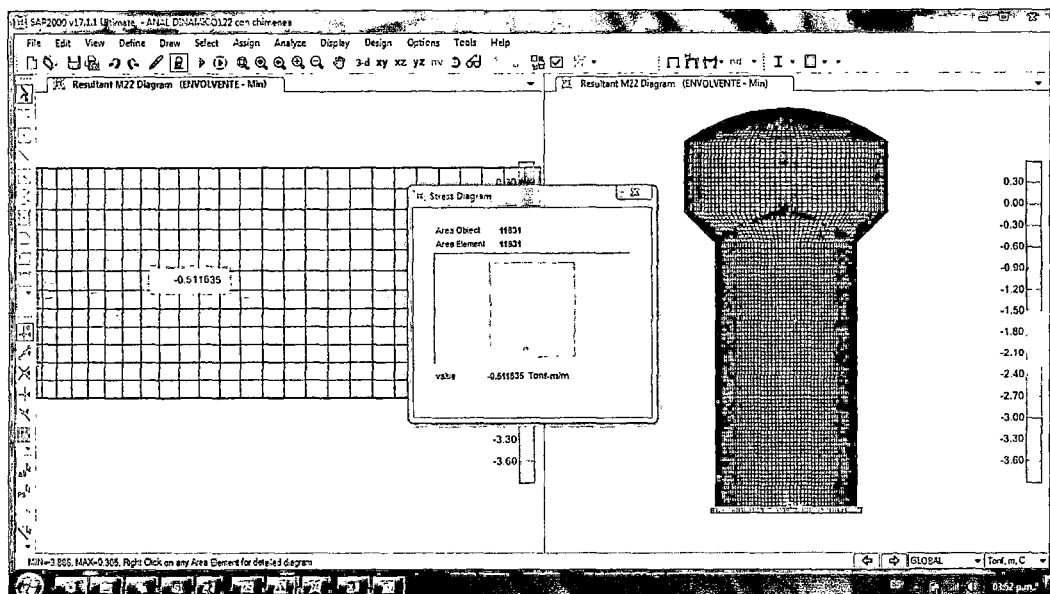 SAP2000 v17.1.1 Ultimate - ANAL DINAMICO122 con chimenea
File Edit View Define Draw Select Assign Analyze Display Design Options Tools Help
3-d xy xz yz nv
nd
Resultant M22 Diagram (ENVOLVENTE - Min)
Resultant M22 Diagram (ENVOLVENTE - Min)
0.30
-0.511635
Stress Diagram
Area Object 11831
Area Element 11831
value -0.511635 Tonf-m/m
-3.30
-3.60
0.30
0.00
-0.30
-0.60
-0.90
-1.20
-1.50
-1.80
-2.10
-2.40
-2.70
-3.00
-3.30
-3.60
MIN=-3.865, MAX=0.305, Right Click on any Area Element for detailed diagram
GLOBAL
Tonf, m, C
03:52 p.m.